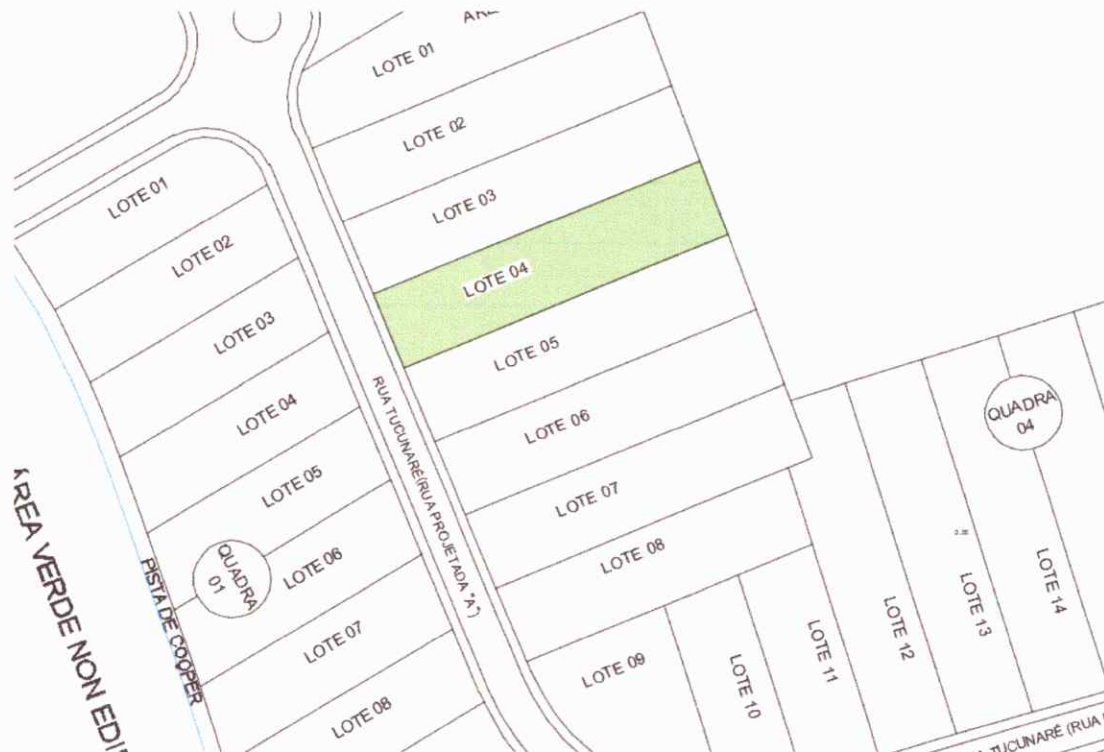 LOTE 01
LOTE 02
LOTE 03
LOTE 04
LOTE 05
LOTE 06
LOTE 07
LOTE 08
LOTE 09
LOTE 10
LOTE 11
LOTE 12
LOTE 13
LOTE 14
QUADRA
04
RUA TUCUNARÉ(RUA PROJETADA "A")
TUCUNARÉ (RUA
LOTE 01
LOTE 02
LOTE 03
LOTE 04
LOTE 05
LOTE 06
LOTE 07
LOTE 08
QUADRA
01
PISTA DE COOPER
ÁREA VERDE NON